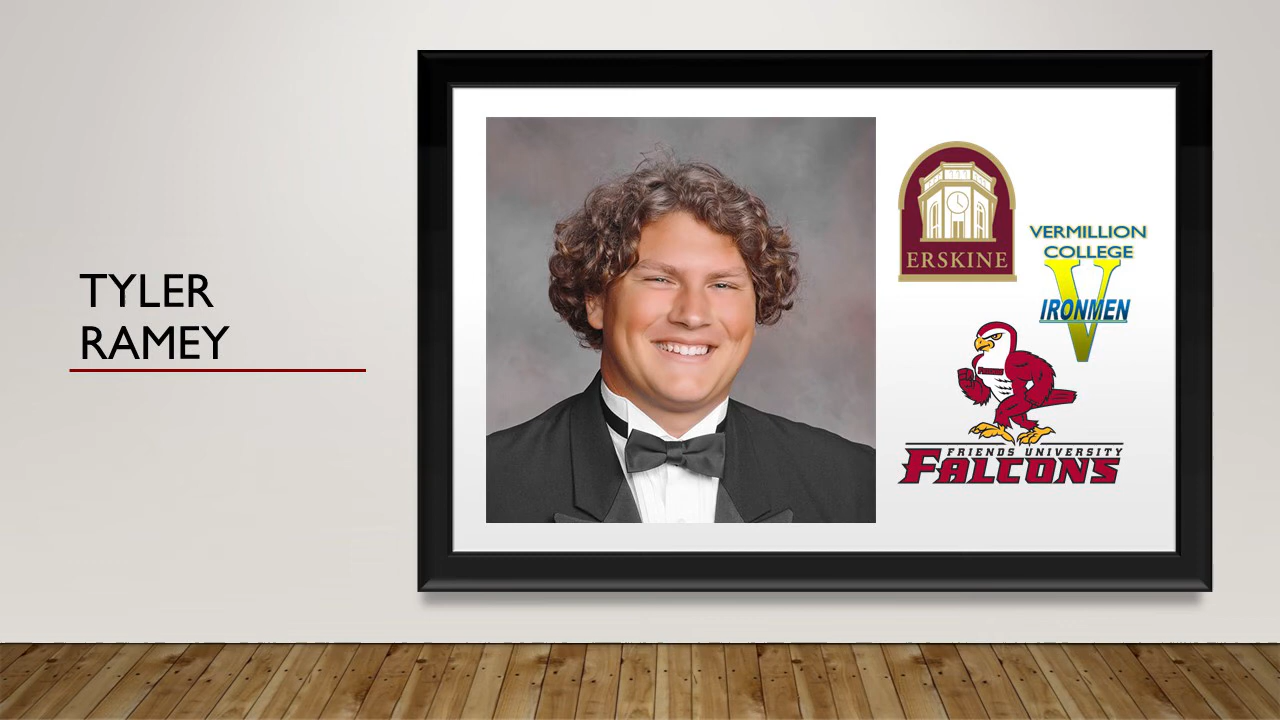 TYLER
RAMEY
ERSKINE
VERMILLION
COLLEGE
V
IRONMEN
FRIENDS UNIVERSITY
FALCONS